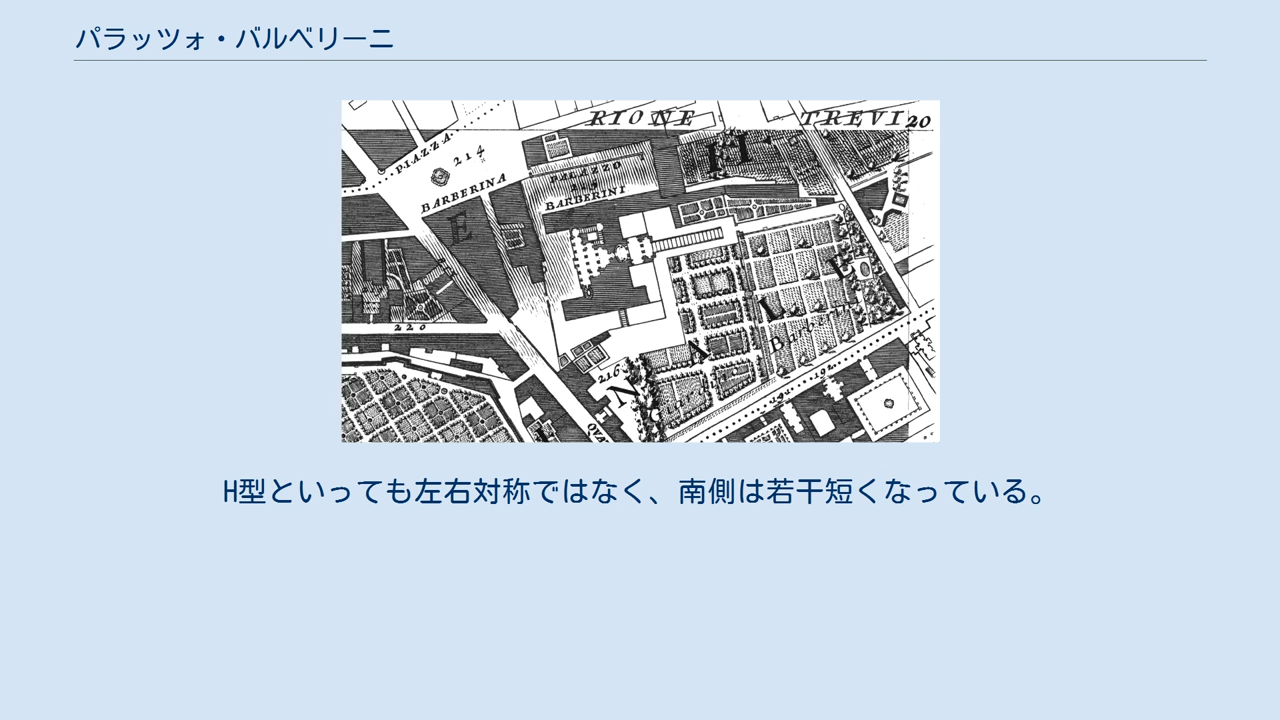 パラッツォ・バルベリーニ
RIONE TREVI 20
PIAZZA 214
BARBERINA
PALAZZO
BARBERINI
E
220
216
N
A
L
E
H型といっても左右対称ではなく、南側は若干短くなっている。